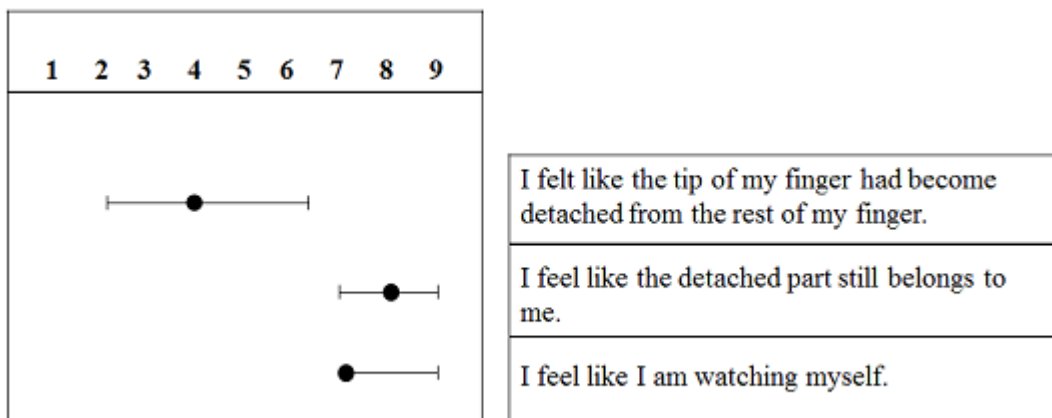 1 2 3 4 5 6 7 8 9
I felt like the tip of my finger had become
detached from the rest of my finger.
I feel like the detached part still belongs to
me.
I feel like I am watching myself.